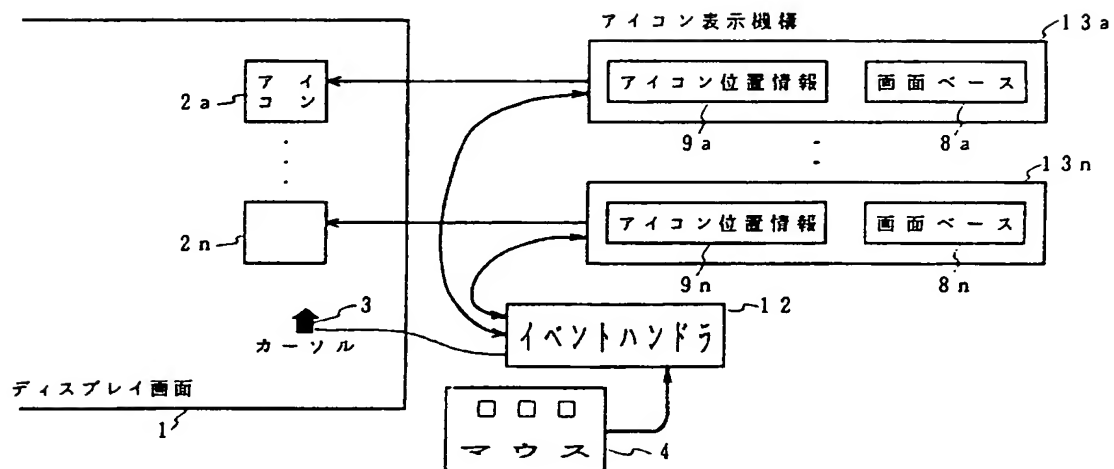 アイコン表示機構
13a
アイコン
2a
アイコン位置情報
画面ベース
9a
8a
13n
2n
アイコン位置情報
画面ベース
9n
8n
3
カーソル
12
イベントハンドラ
ディスプレイ画面
1
マウス
4